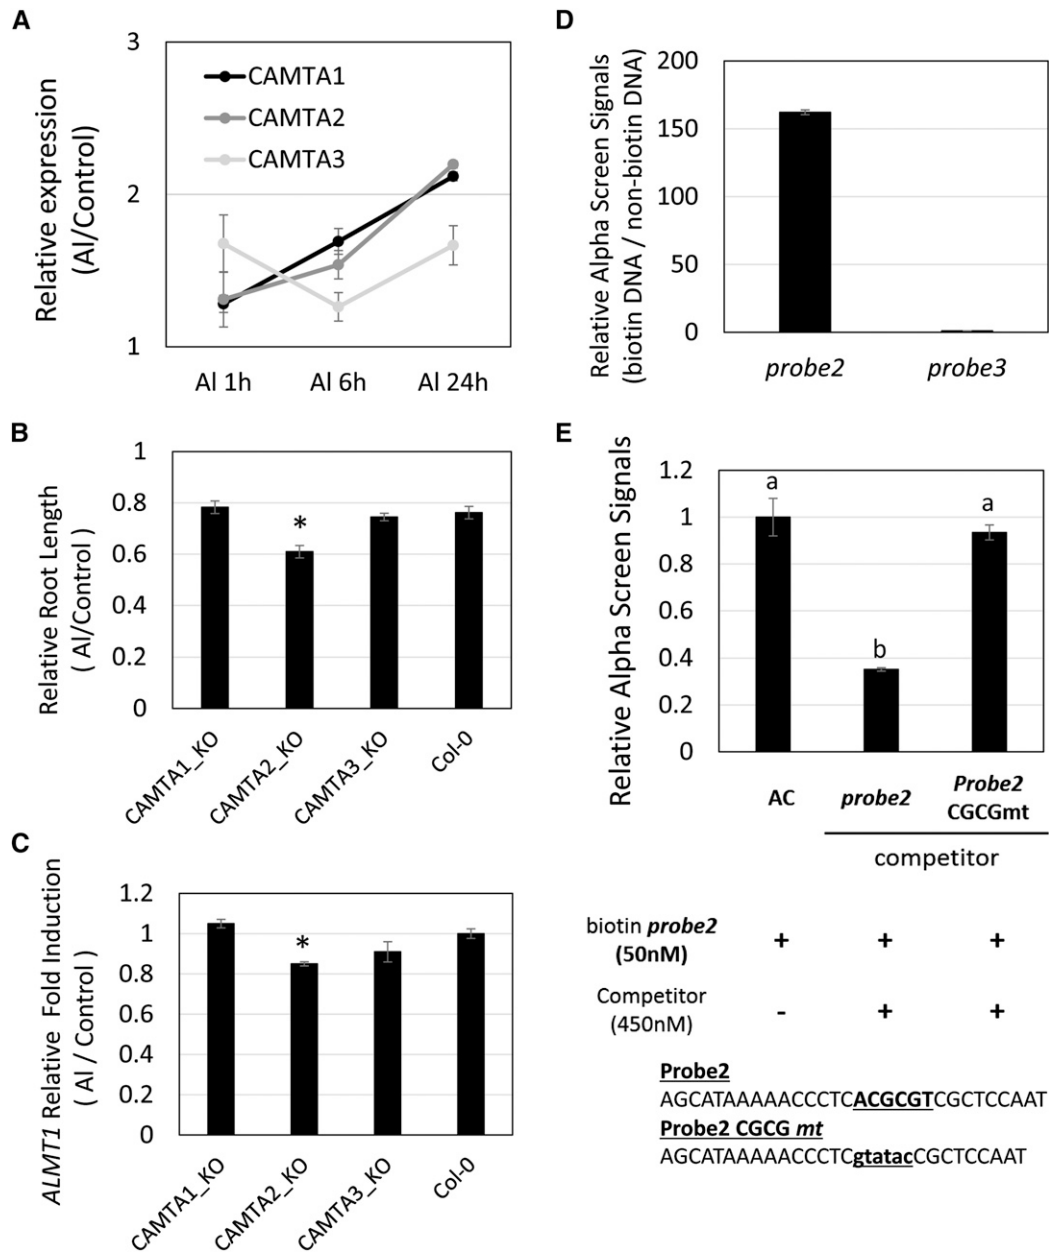 A
Relative expression
(Al/Control)
3
2
1
CAMTA1
CAMTA2
CAMTA3
Al 1h
Al 6h
Al 24h
B
Relative Root Length
( Al/Control )
1
0.8
0.6
0.4
0.2
0
*
CAMTA1_KO
CAMTA2_KO
CAMTA3_KO
Col-0
C
ALMT1 Relative Fold Induction
( Al / Control )
1.2
1
0.8
0.6
0.4
0.2
0
*
CAMTA1_KO
CAMTA2_KO
CAMTA3_KO
Col-0
D
Relative Alpha Screen Signals
(biotin DNA / non-biotin DNA)
200
150
100
50
0
probe2
probe3
E
Relative Alpha Screen Signals
1.2
1
0.8
0.6
0.4
0.2
0
a
b
a
AC
probe2
Probe2
CGCGmt
competitor
biotin probe2
(50nM)
+ + +
Competitor
(450nM)
- + +
Probe2
AGCATAAAAACCCTCACGCGTCGCTCCAAT
Probe2 CGCG mt
AGCATAAAAACCCTCgtatacCGCTCCAAT